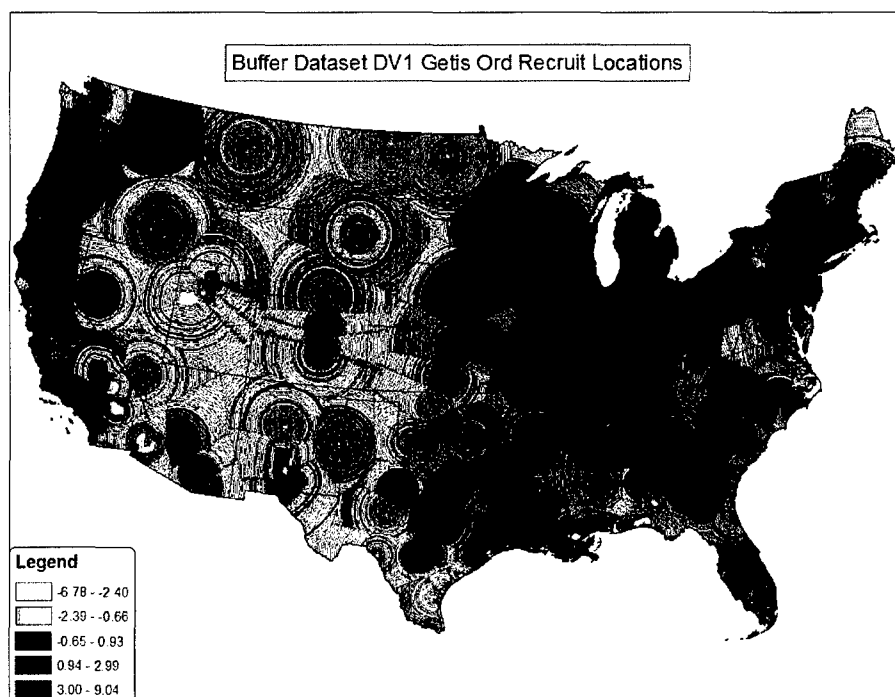 Buffer Dataset DV1 Getis Ord Recruit Locations
Legend
-6.78 - -2.40
-2.39 - -0.66
-0.65 - 0.93
0.94 - 2.99
3.00 - 9.04